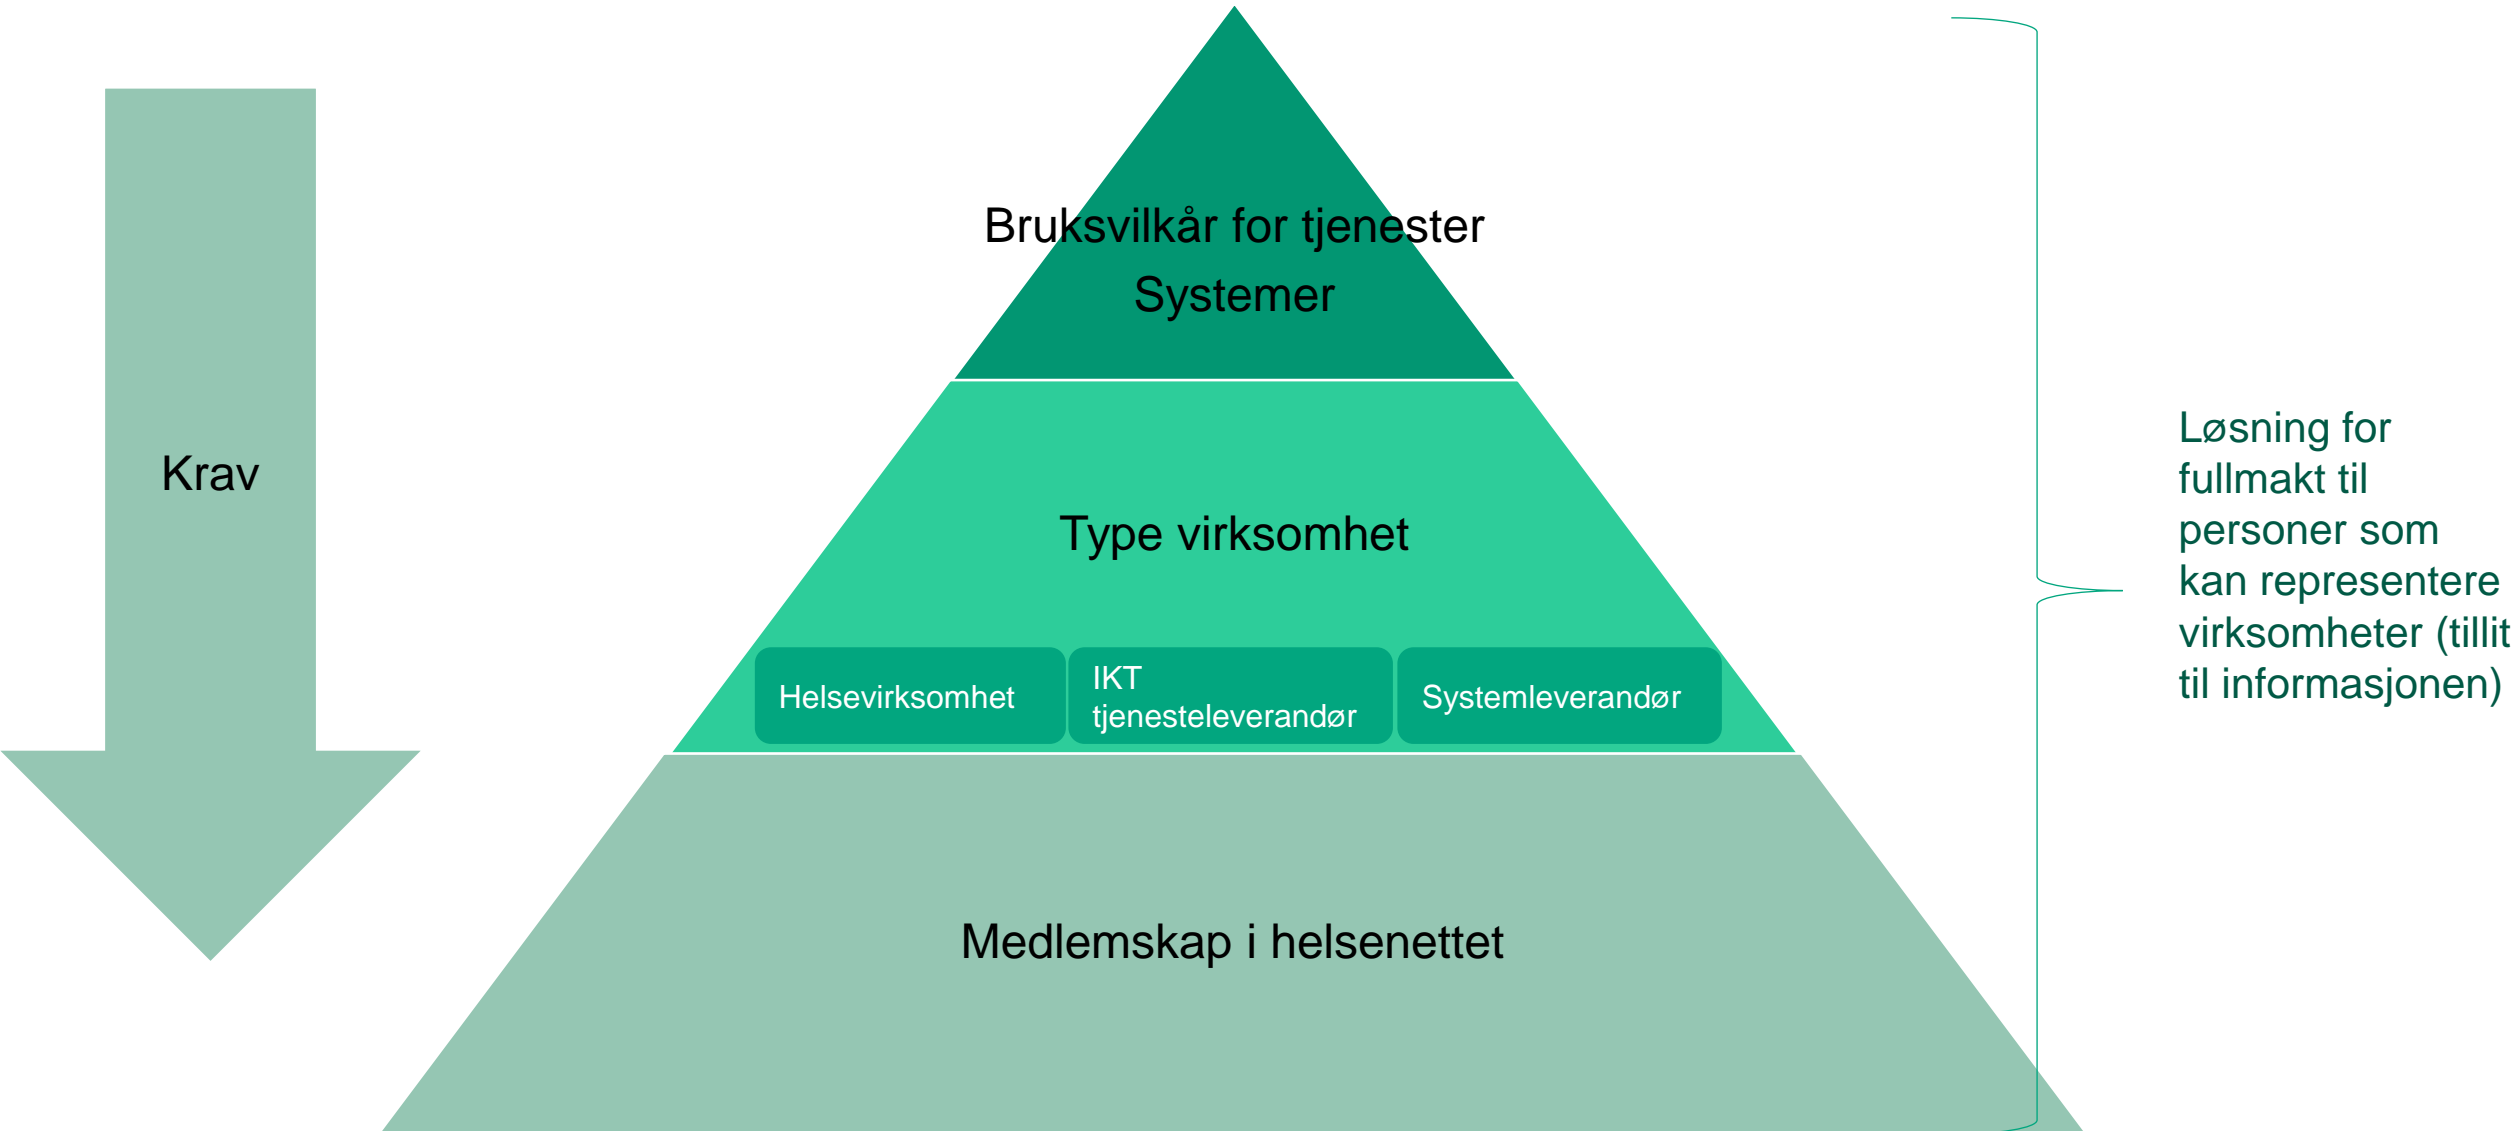 Krav
Bruksvilkår for tjenester
Systemer
Type virksomhet
Helsevirksomhet
IKT
tjenesteleverandør
Systemleverandør
Medlemskap i helsenettet
Løsning for
fullmakt til
personer som
kan representere
virksomheter (tillit
til informasjonen)